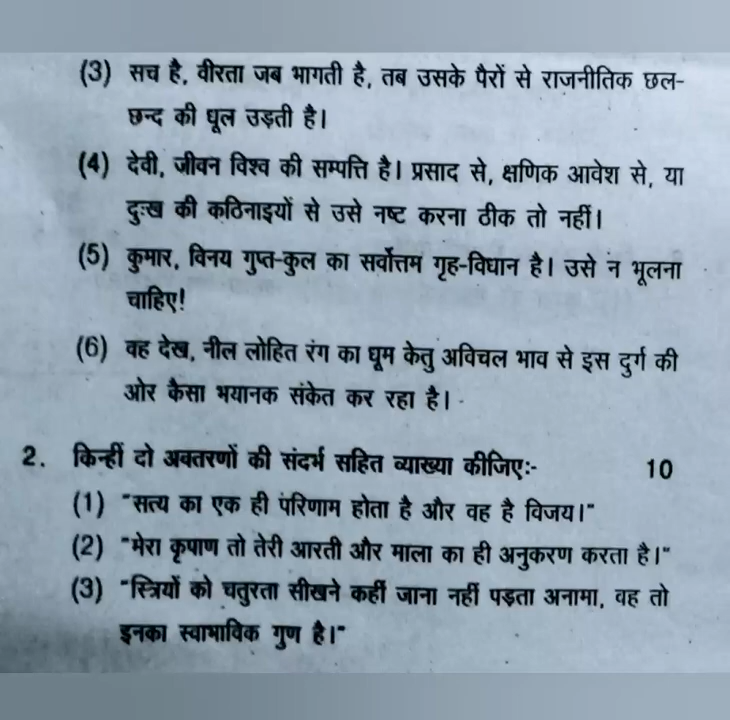 (3) सच है, वीरता जब भागती है, तब उसके पैरों से राजनीतिक छल-
छन्द की धूल उड़ती है।
(4) देवी, जीवन विश्व की सम्पत्ति है। प्रसाद से, क्षणिक आवेश से, या
दुःख की कठिनाइयों से उसे नष्ट करना ठीक तो नहीं।
(5) कुमार, विनय गुप्त-कुल का सर्वोत्तम गृह-विधान है। उसे न भूलना
चाहिए!
(6) वह देख, नील लोहित रंग का धूम केतु अविचल भाव से इस दुर्ग की
ओर कैसा भयानक संकेत कर रहा है।
2. किन्हीं दो अवतरणों की संदर्भ सहित व्याख्या कीजिए:- 10
(1) "सत्य का एक ही परिणाम होता है और वह है विजय।"
(2) "मेरा कृपाण तो तेरी आरती और माला का ही अनुकरण करता है।"
(3) "स्त्रियों को चतुरता सीखने कहीं जाना नहीं पड़ता अनामा, वह तो
इनका स्वाभाविक गुण है।"